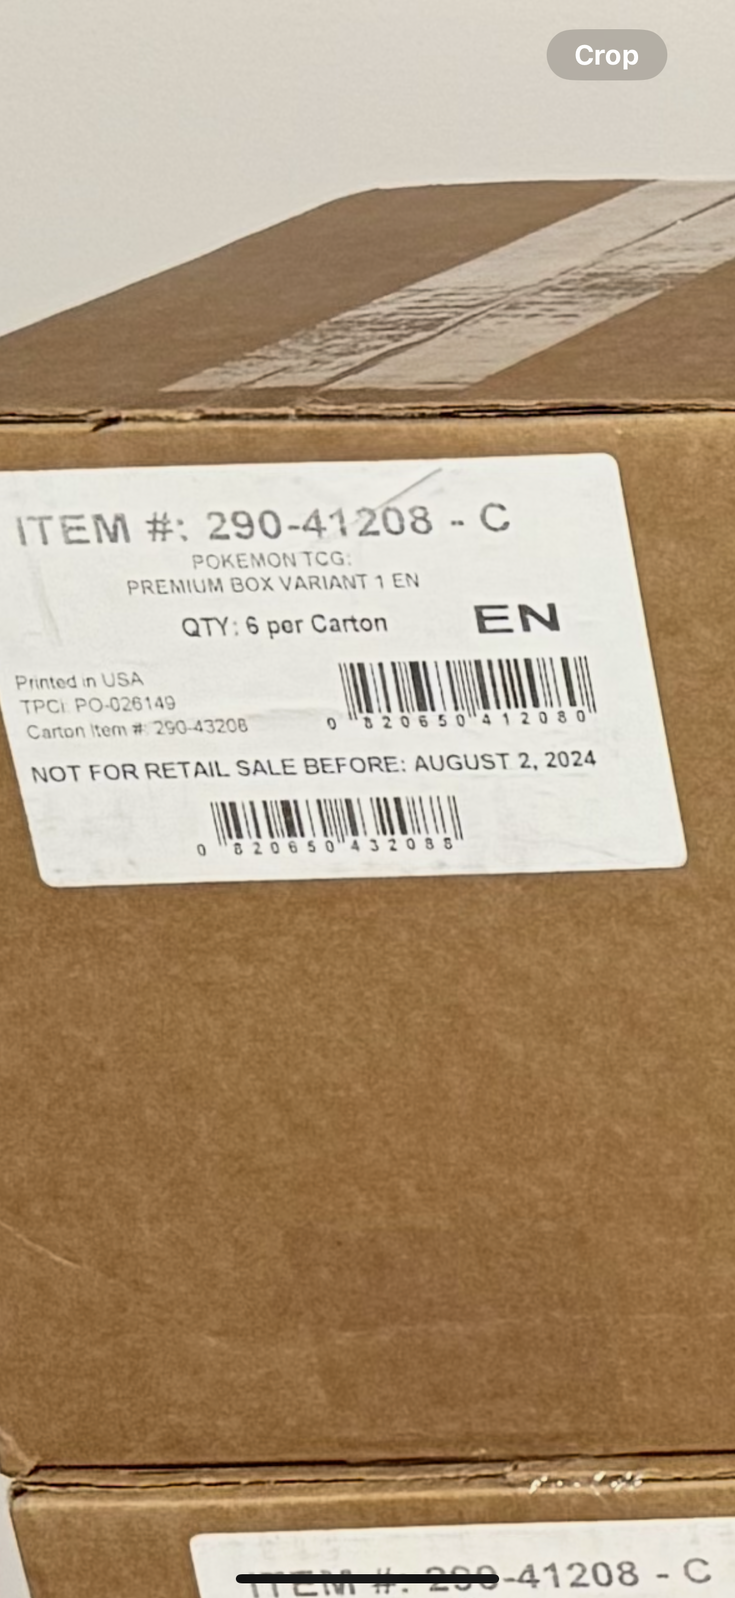 Crop
ITEM #: 290-41208 - C
POKEMON TCG:
PREMIUM BOX VARIANT 1 EN
QTY: 6 per Carton
EN
Printed in USA
TPCi: PO-026149
Carton Item #: 290-43208
0 820650 412080
NOT FOR RETAIL SALE BEFORE: AUGUST 2, 2024
0 820650 432088
ITEM #: 290-41208 - C